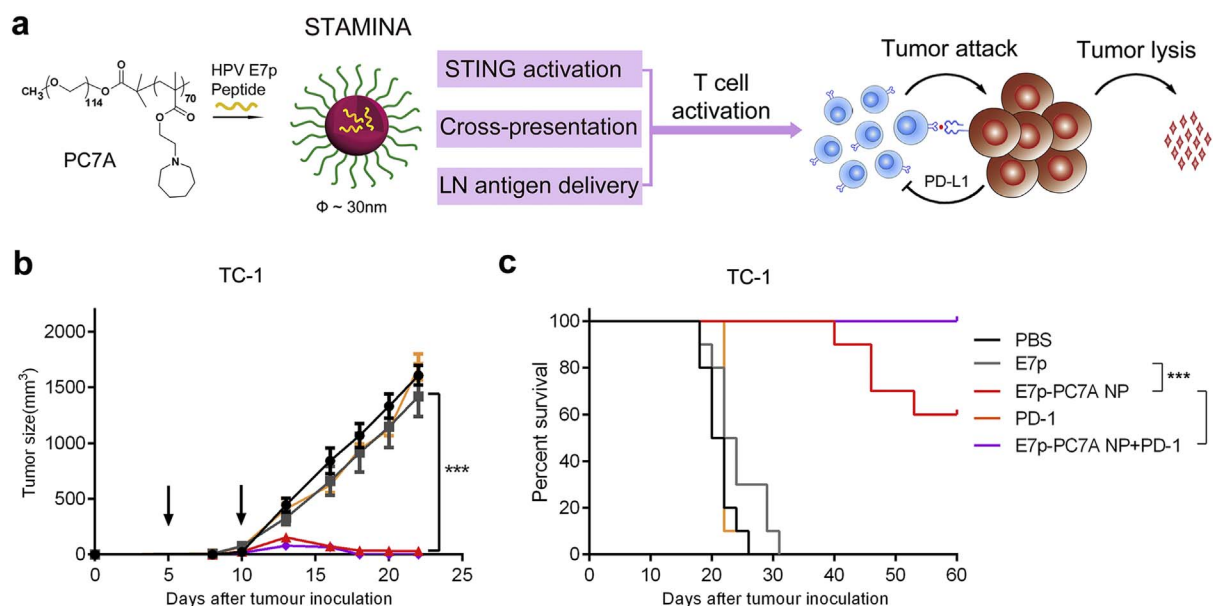 a
STAMINA
HPV E7p
Peptide
CH₃
O
114
O
O
70
O
O
N
PC7A
Φ ~ 30nm
STING activation
Cross-presentation
LN antigen delivery
T cell
activation
Tumor attack
Tumor lysis
PD-L1
b
TC-1
Tumor size(mm³)
2000
1500
1000
500
0
0 5 10 15 20 25
Days after tumour inoculation
***
c
TC-1
Percent survival
100
80
60
40
20
0
0 10 20 30 40 50 60
Days after tumour inoculation
PBS
E7p
E7p-PC7A NP
PD-1
E7p-PC7A NP+PD-1
***